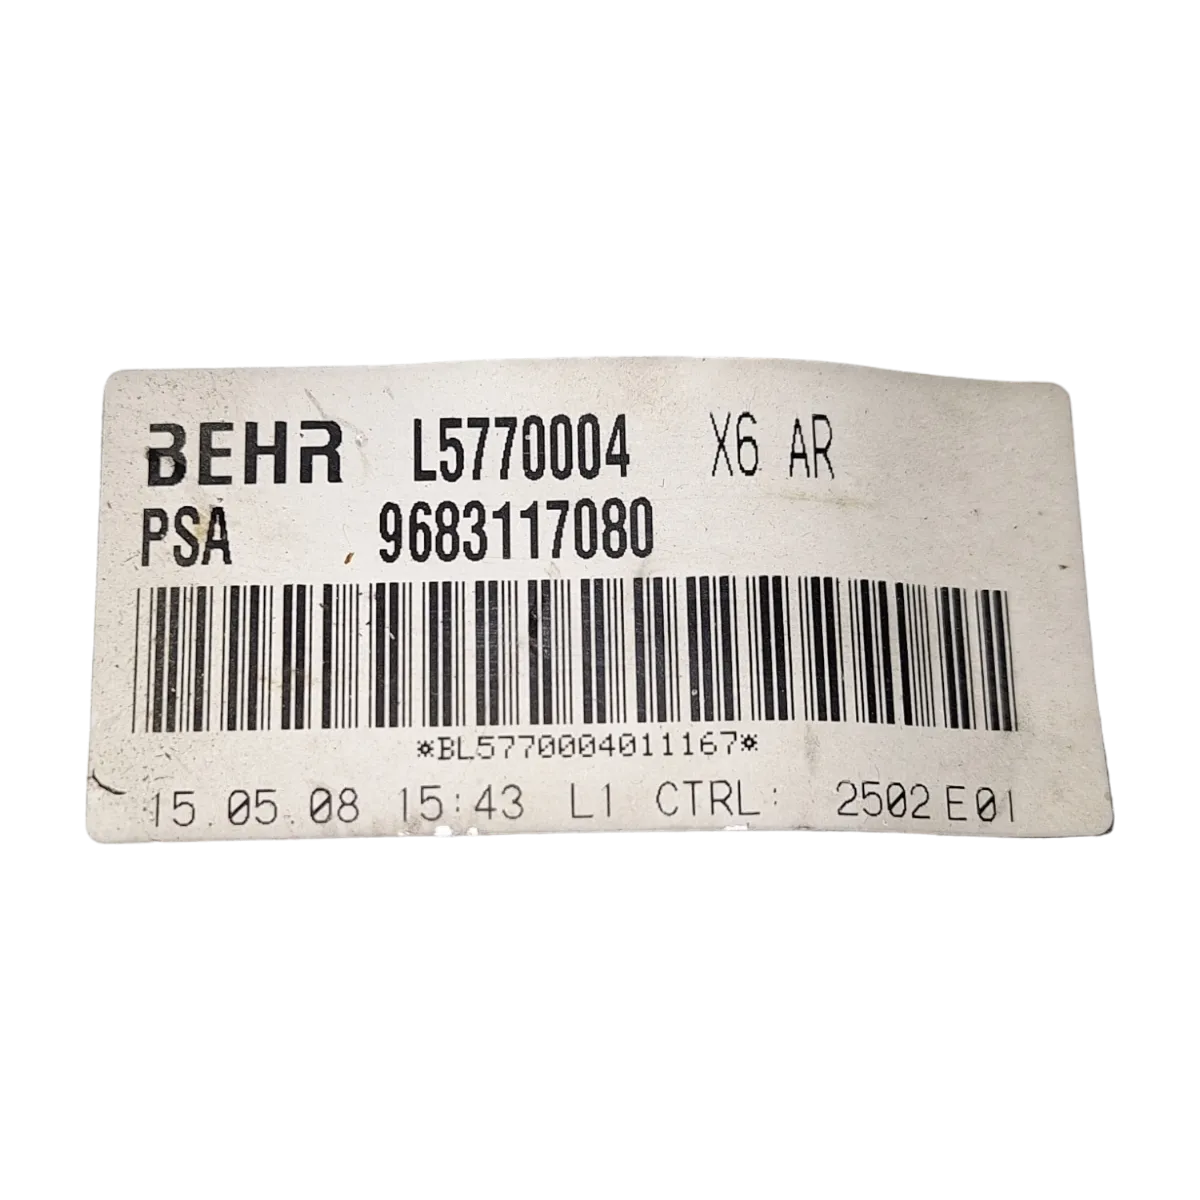 BEHR L5770004 X6 AR
PSA 9683117080
*BL5770004011167*
15.05.08 15:43 L1 CTRL: 2502 E01